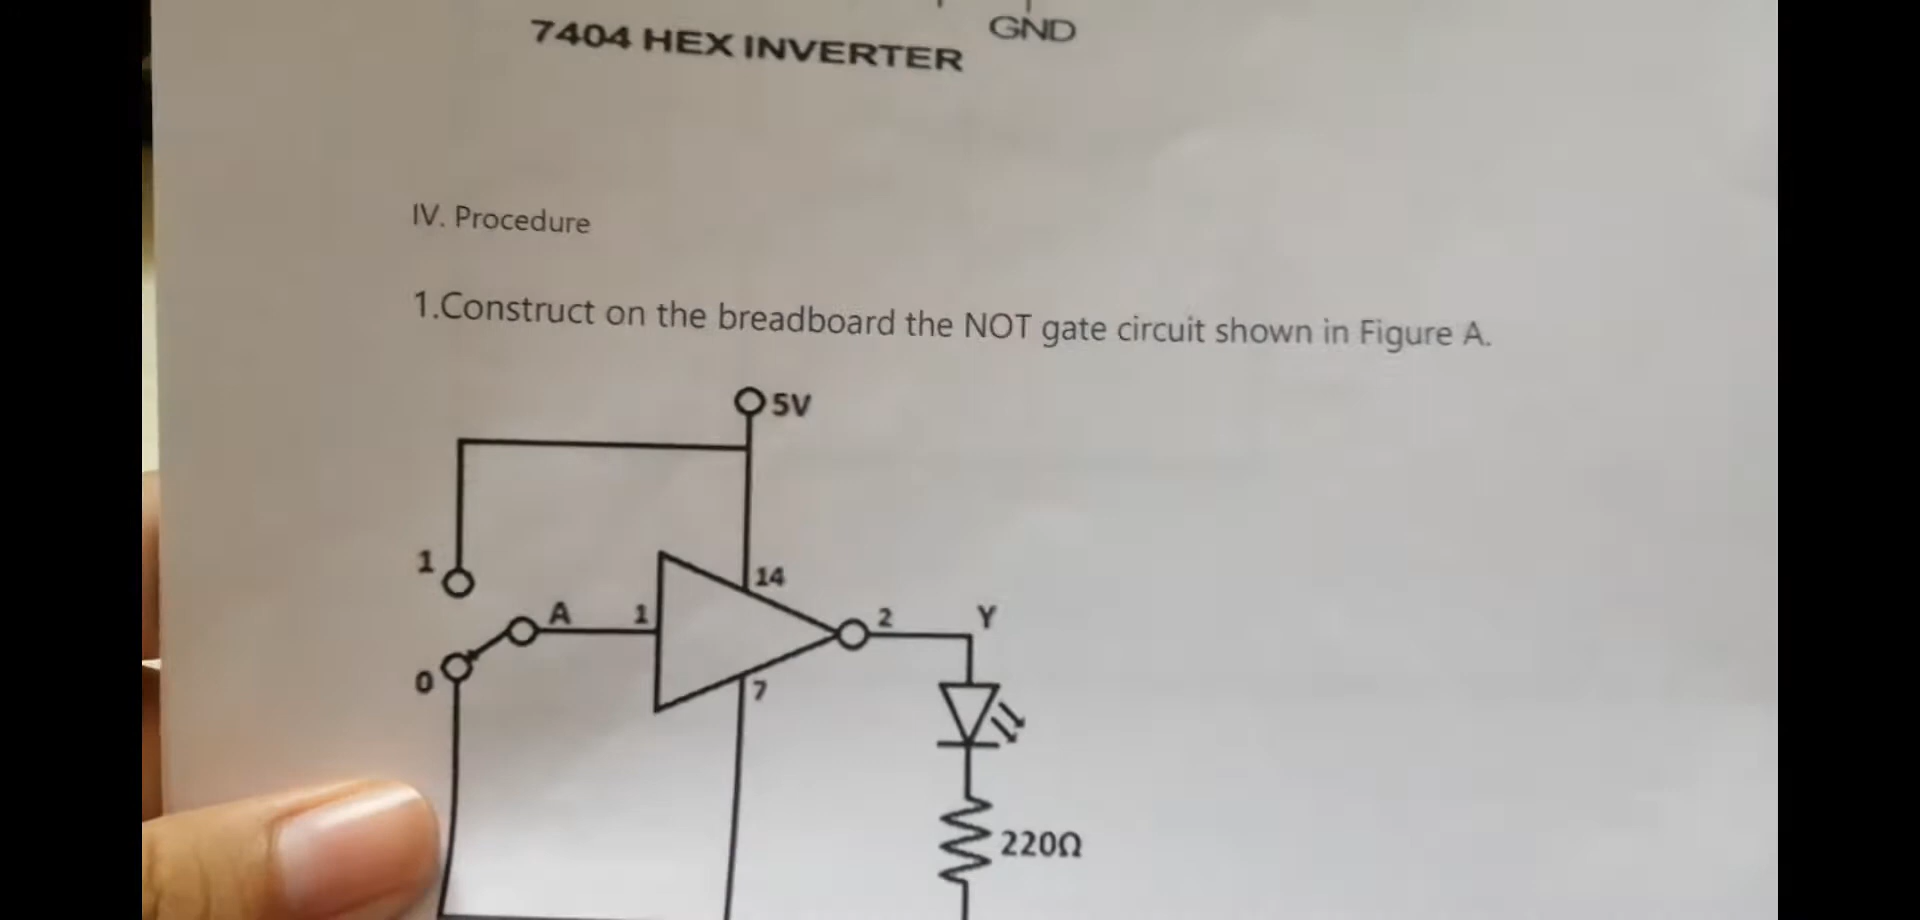 GND
7404 HEX INVERTER
IV. Procedure
1.Construct on the breadboard the NOT gate circuit shown in Figure A.
5V
1
14
A
1
2
Y
0
7
220Ω